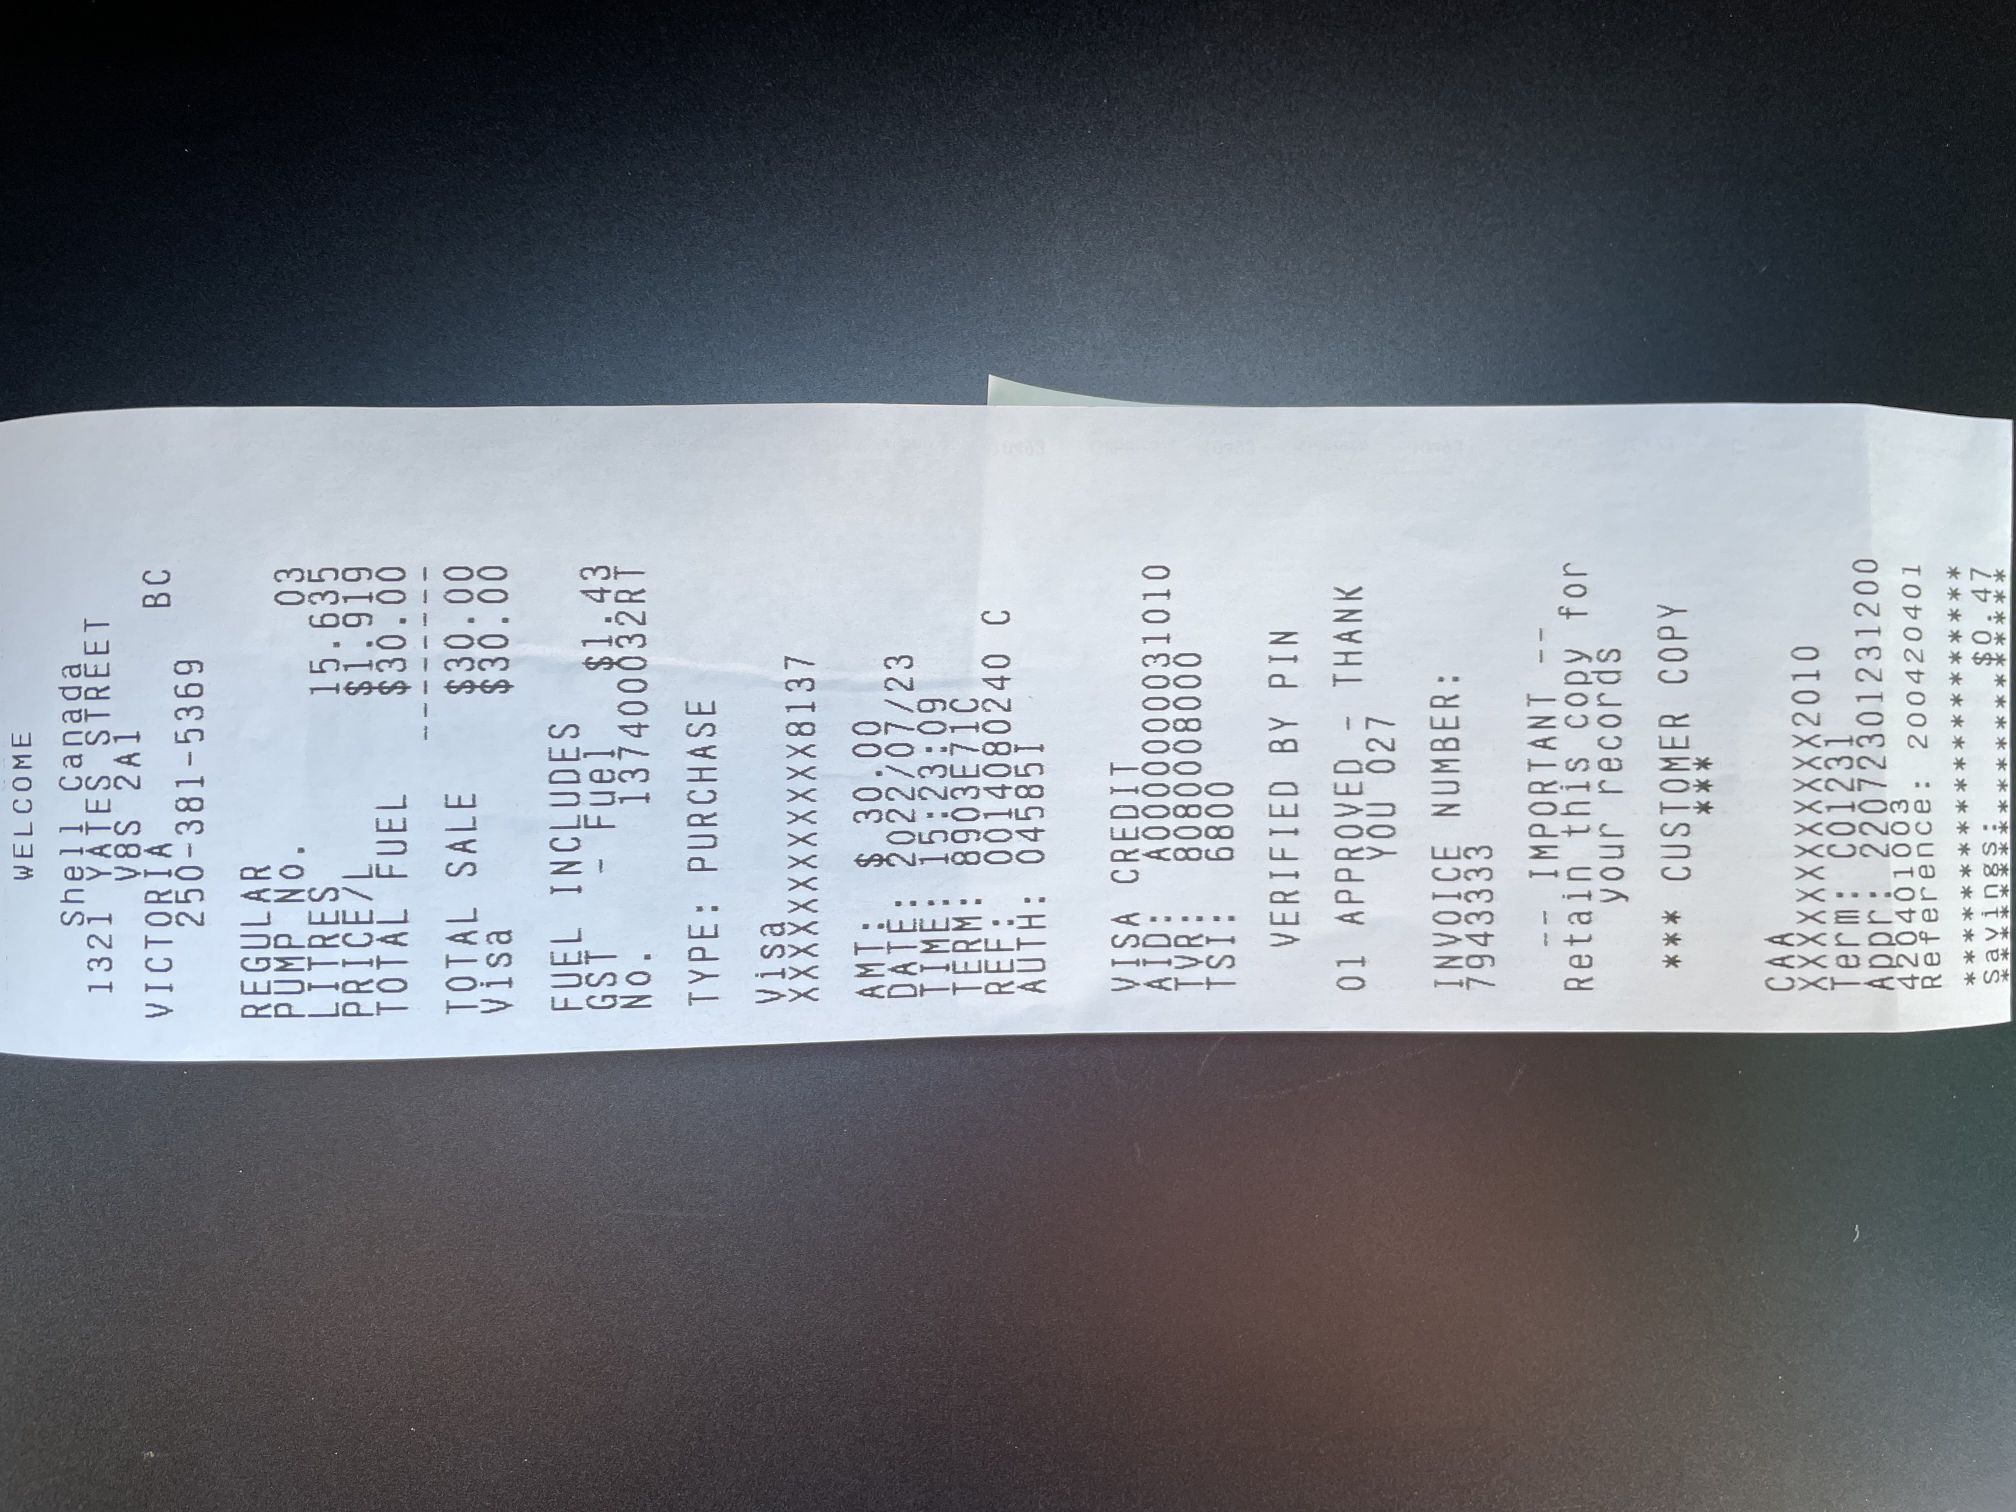 WELCOME
Shell Canada
1321 YATES STREET
V8S 2A1
VICTORIA BC
250-381-5369
REGULAR
PUMP NO. 03
LITRES 15.635
PRICE/L $1.919
TOTAL FUEL $30.00
TOTAL SALE $30.00
Visa $30.00
FUEL INCLUDES
GST - Fuel $1.43
NO. 137400032RT
TYPE: PURCHASE
Visa
XXXXXXXXXXXX8137
AMT: $ 30.00
DATE: 2022/07/23
TIME: 15:23:09
TERM: 8903E71C
REF: 0014080240 C
AUTH: 04585I
VISA CREDIT
AID: A0000000031010
TVR: 8080008000
TSI: 6800
VERIFIED BY PIN
01 APPROVED - THANK
YOU 027
INVOICE NUMBER:
7943333
-- IMPORTANT --
Retain this copy for
your records
*** CUSTOMER COPY
***
CAA
XXXXXXXXXXXX2010
Term: C01231
Appr: 22072301231200
420401003
Reference: 200420401
Savings: $0.47